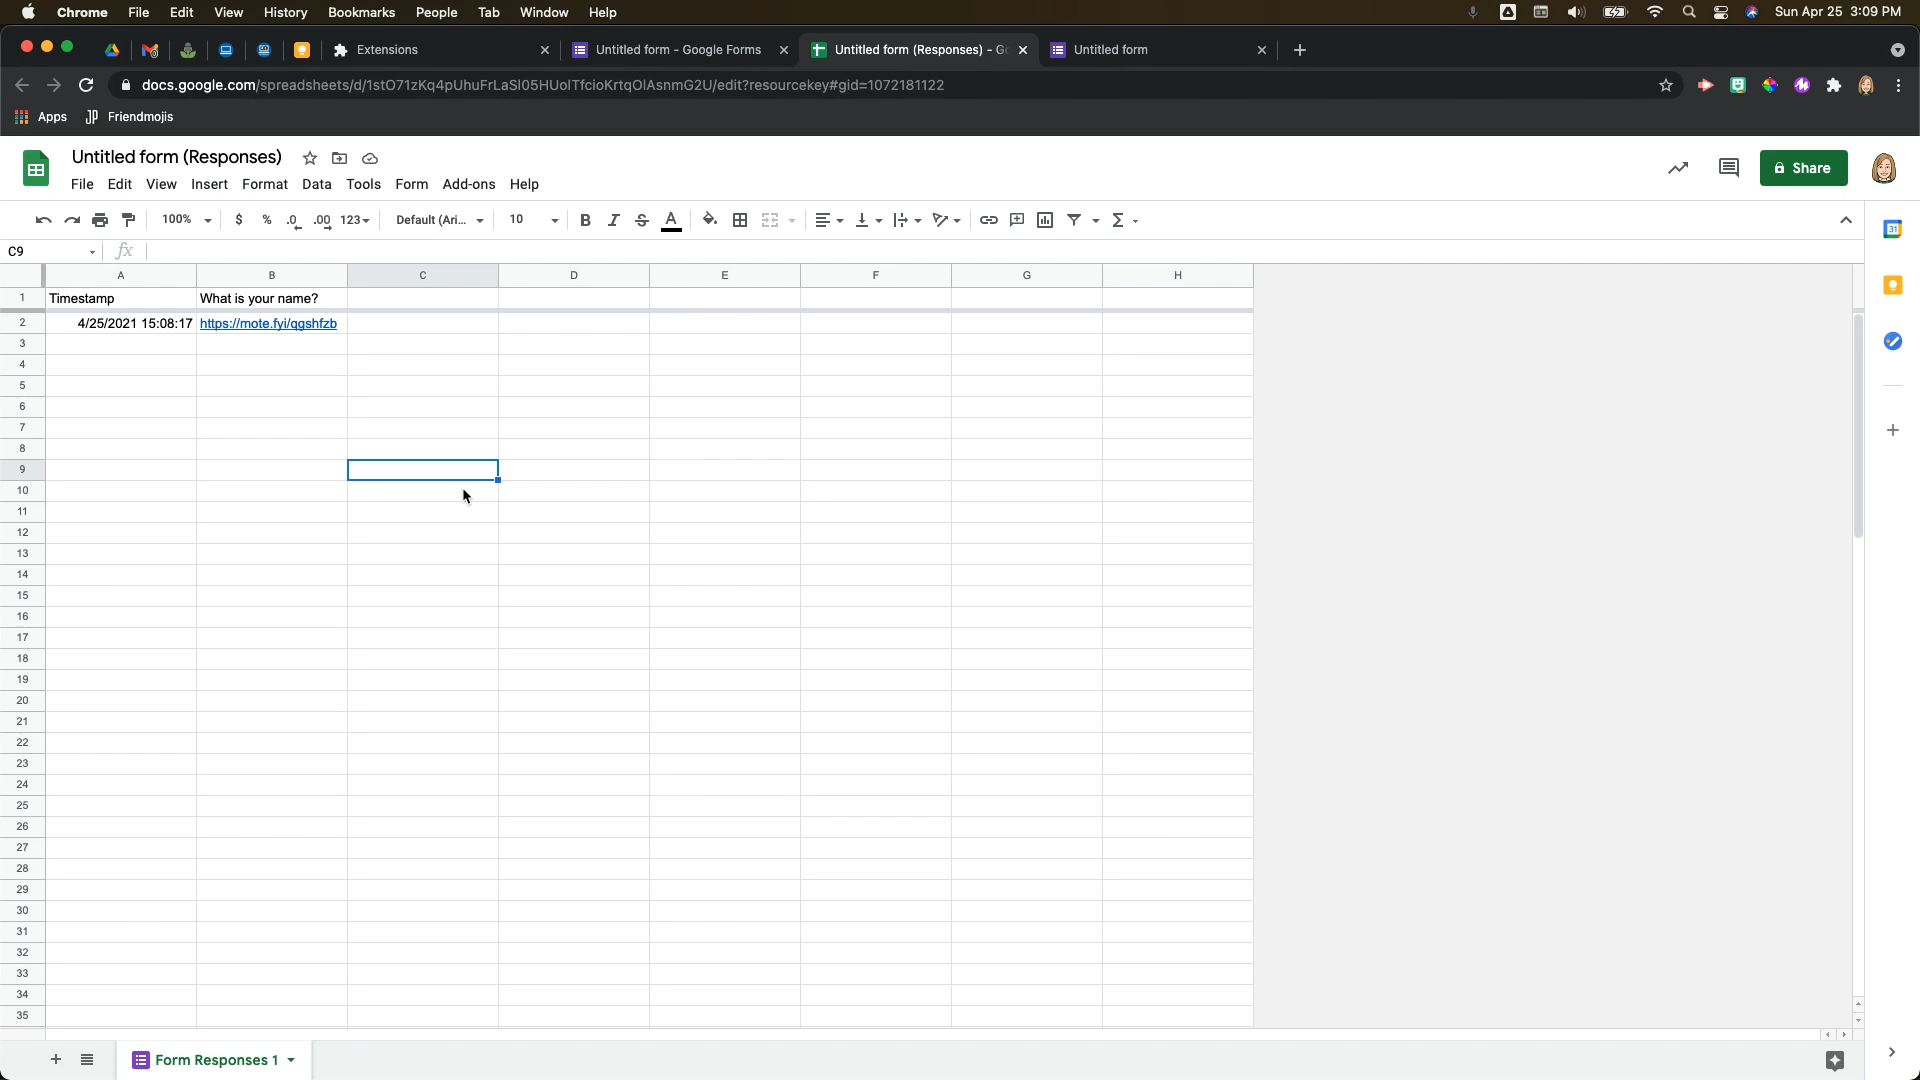 Chrome File Edit View History Bookmarks People Tab Window Help Sun Apr 25 3:09 PM
Extensions Untitled form - Google Forms Untitled form (Responses) - Go Untitled form
docs.google.com/spreadsheets/d/1stO71zKq4pUhuFrLaSl05HUolTfcioKrtqOlAsnmG2U/edit?resourcekey#gid=1072181122
Apps Friendmojis
Untitled form (Responses)
Share
File Edit View Insert Format Data Tools Form Add-ons Help
100% $ % .0 .00 123 Default (Ari... 10 B I S A Σ
31
C9 fx
A B C D E F G H
1 Timestamp What is your name?
2 4/25/2021 15:08:17 https://mote.fyi/qgshfzb
3
4
5
6
7
8
9
10
11
12
13
14
15
16
17
18
19
20
21
22
23
24
25
26
27
28
29
30
31
32
33
34
35
Form Responses 1